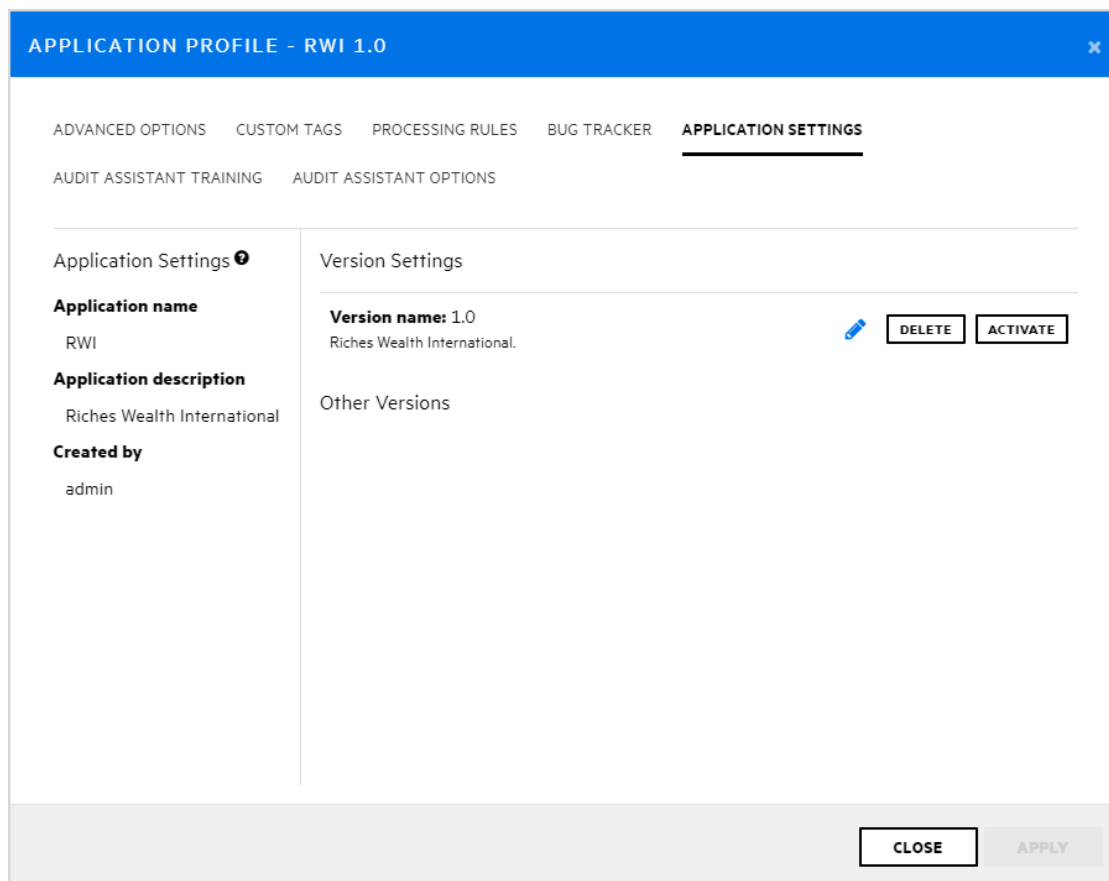 APPLICATION PROFILE - RWI 1.0
ADVANCED OPTIONS CUSTOM TAGS PROCESSING RULES BUG TRACKER APPLICATION SETTINGS
AUDIT ASSISTANT TRAINING AUDIT ASSISTANT OPTIONS
Application Settings
Application name
RWI
Application description
Riches Wealth International
Created by
admin
Version Settings
Version name: 1.0
Riches Wealth International.
DELETE ACTIVATE
Other Versions
CLOSE APPLY